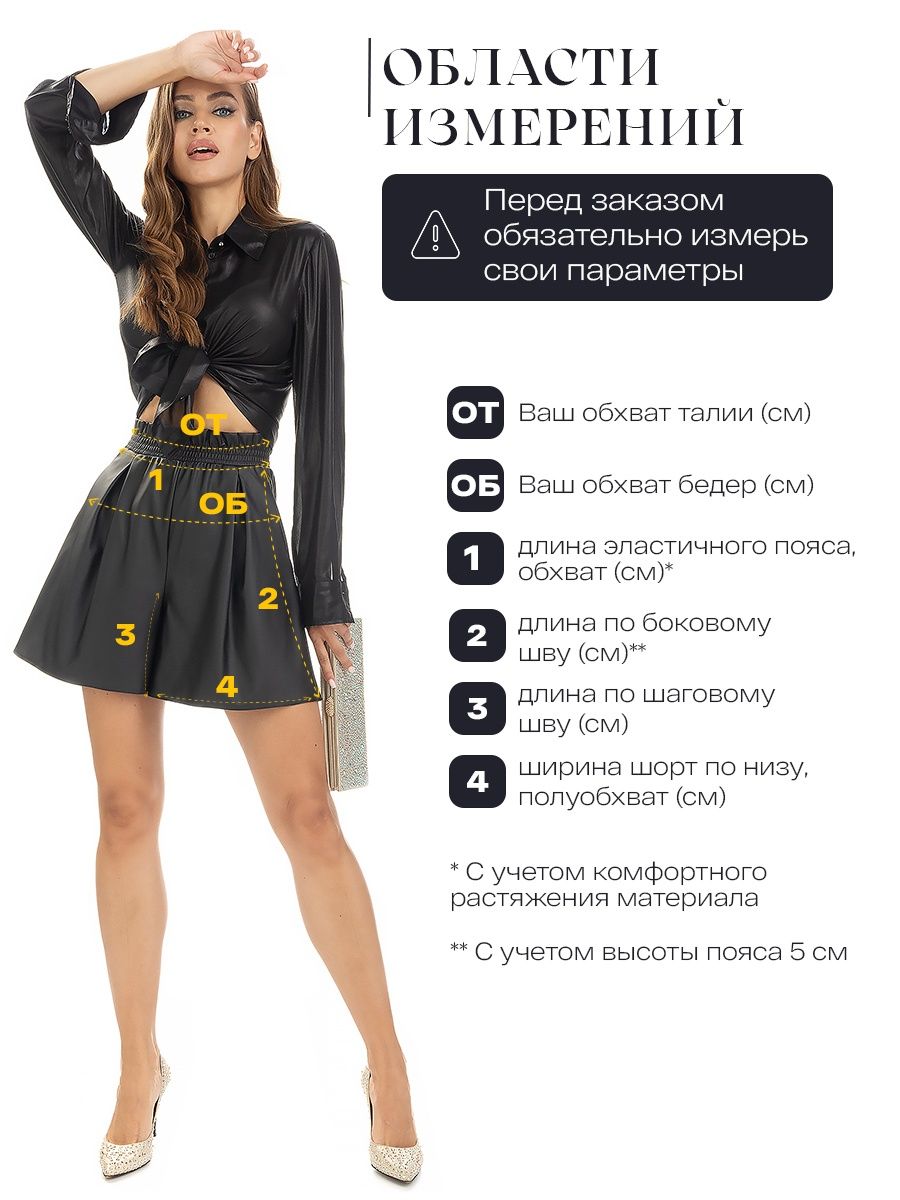 ОБЛАСТИ
ИЗМЕРЕНИЙ
Перед заказом
обязательно измерь
свои параметры
ОТ
1
ОБ
2
3
4
ОТ Ваш обхват талии (см)
ОБ Ваш обхват бедер (см)
1 длина эластичного пояса,
обхват (см)*
2 длина по боковому
шву (см)**
3 длина по шаговому
шву (см)
4 ширина шорт по низу,
полуобхват (см)
* С учетом комфортного
растяжения материала
** С учетом высоты пояса 5 см